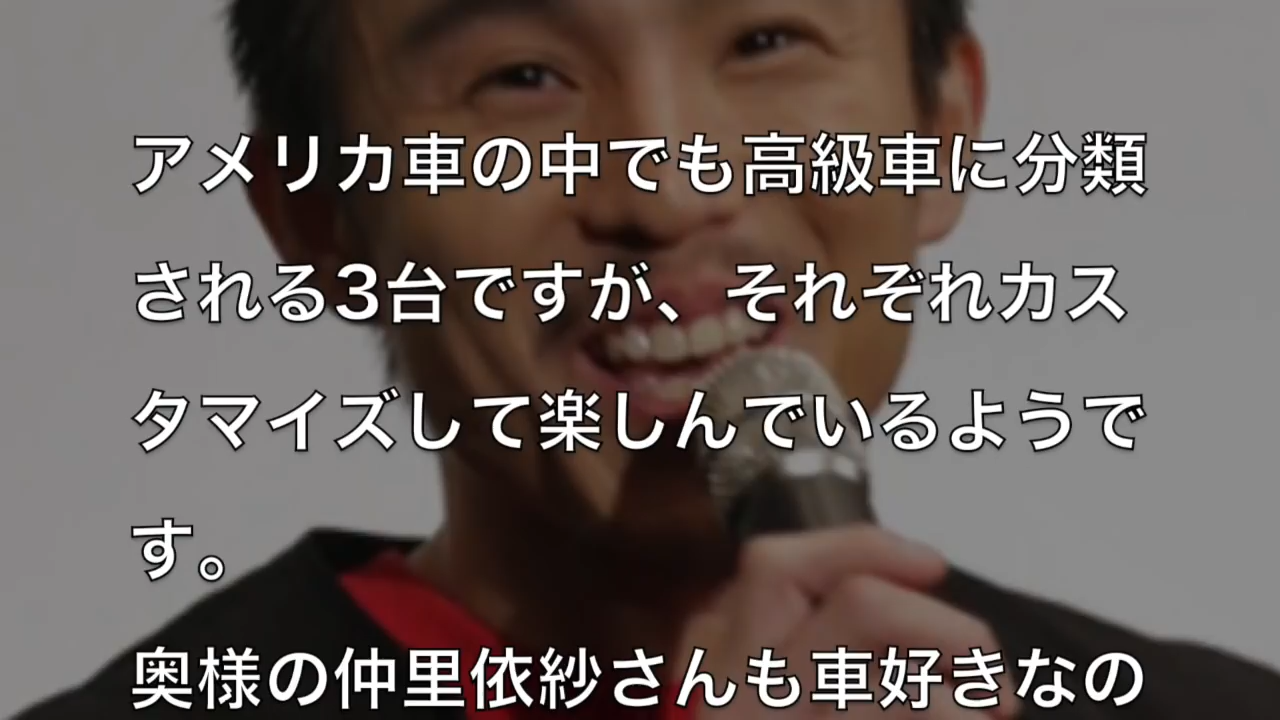 アメリカ車の中でも高級車に分類
される3台ですが、それぞれカス
タマイズして楽しんでいるようで
す。
奥様の仲里依紗さんも車好きなの